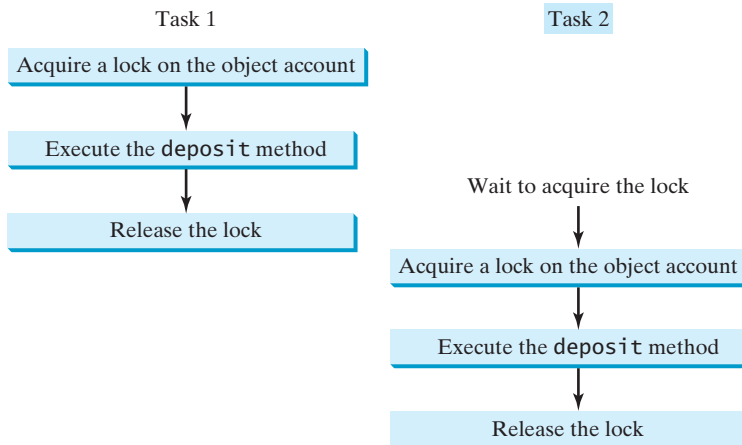 Task 1
Acquire a lock on the object account
Execute the deposit method
Release the lock
Task 2
Wait to acquire the lock
Acquire a lock on the object account
Execute the deposit method
Release the lock